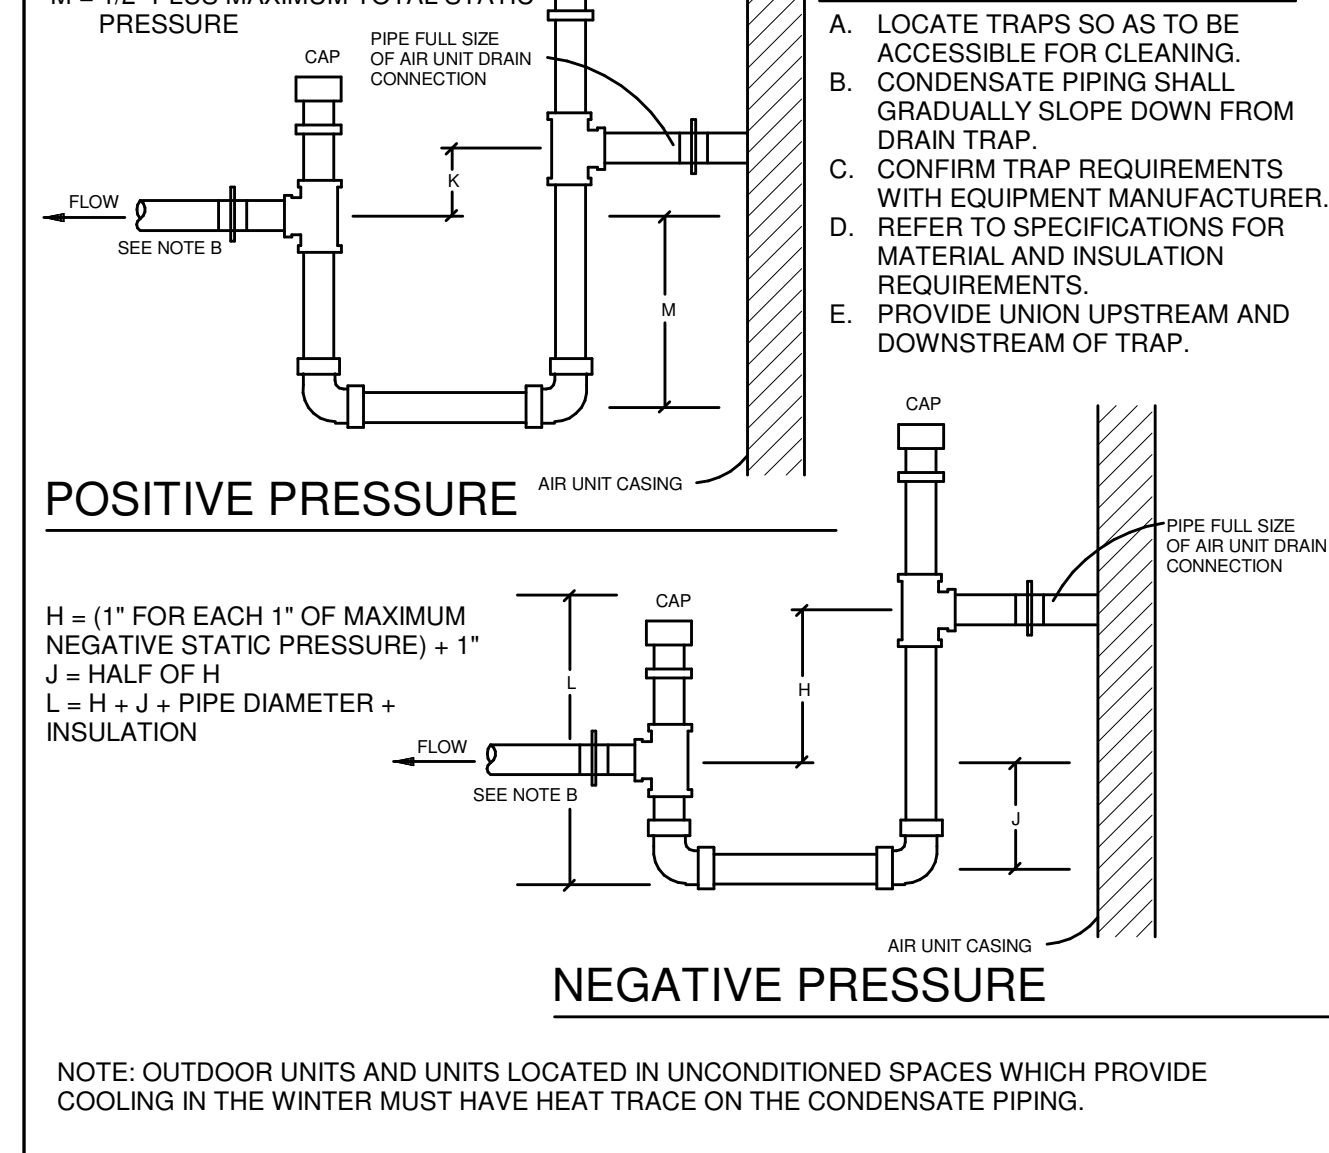 PRESSURE
CAP
PIPE FULL SIZE
OF AIR UNIT DRAIN
CONNECTION
K
FLOW
SEE NOTE B
M
AIR UNIT CASING
POSITIVE PRESSURE
A. LOCATE TRAPS SO AS TO BE
ACCESSIBLE FOR CLEANING.
B. CONDENSATE PIPING SHALL
GRADUALLY SLOPE DOWN FROM
DRAIN TRAP.
C. CONFIRM TRAP REQUIREMENTS
WITH EQUIPMENT MANUFACTURER.
D. REFER TO SPECIFICATIONS FOR
MATERIAL AND INSULATION
REQUIREMENTS.
E. PROVIDE UNION UPSTREAM AND
DOWNSTREAM OF TRAP.
H = (1" FOR EACH 1" OF MAXIMUM
NEGATIVE STATIC PRESSURE) + 1"
J = HALF OF H
L = H + J + PIPE DIAMETER +
INSULATION
CAP
PIPE FULL SIZE
OF AIR UNIT DRAIN
CONNECTION
CAP
L
H
FLOW
SEE NOTE B
J
AIR UNIT CASING
NEGATIVE PRESSURE
NOTE: OUTDOOR UNITS AND UNITS LOCATED IN UNCONDITIONED SPACES WHICH PROVIDE
COOLING IN THE WINTER MUST HAVE HEAT TRACE ON THE CONDENSATE PIPING.